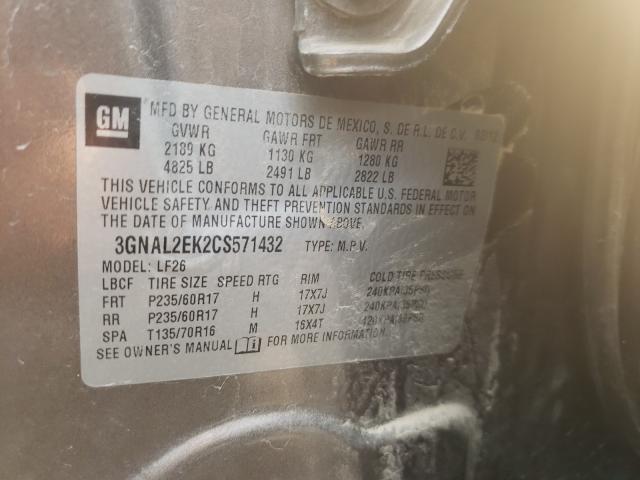 GM
MFD BY GENERAL MOTORS DE MEXICO, S. DE R.L. DE C.V.
GVWR GAWR FRT GAWR RR
2189 KG 1130 KG 1280 KG
4825 LB 2491 LB 2822 LB
THIS VEHICLE CONFORMS TO ALL APPLICABLE U.S. FEDERAL MOTOR
VEHICLE SAFETY AND THEFT PREVENTION STANDARDS IN EFFECT ON
THE DATE OF MANUFACTURE SHOWN ABOVE.
3GNAL2EK2CS571432 TYPE: M.P.V.
MODEL: LF26
LBCF TIRE SIZE SPEED RTG RIM COLD TIRE PRESSURE
FRT P235/60R17 H 17X7J 240KPA(35PSI)
RR P235/60R17 H 17X7J 240KPA(35PSI)
SPA T135/70R16 M 16X4T
SEE OWNER'S MANUAL FOR MORE INFORMATION.